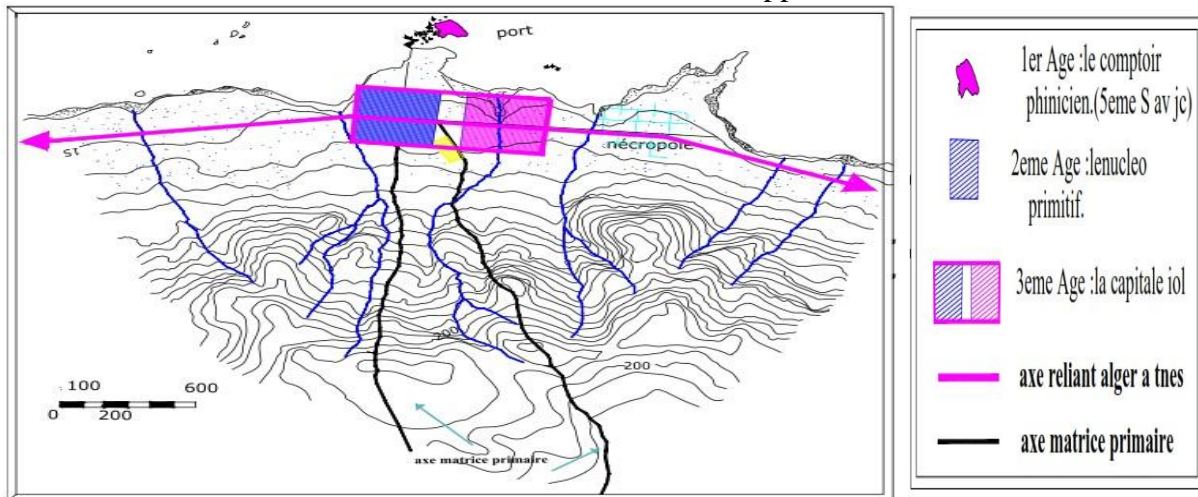 port
nécropole
15
200
200
100 600
0 200
axe matrice primaire
1er Age :le comptoir
phinicien.(5eme S av jc)
2eme Age :lenucleo
primitif.
3eme Age :la capitale iol
axe reliant alger a tnes
axe matrice primaire